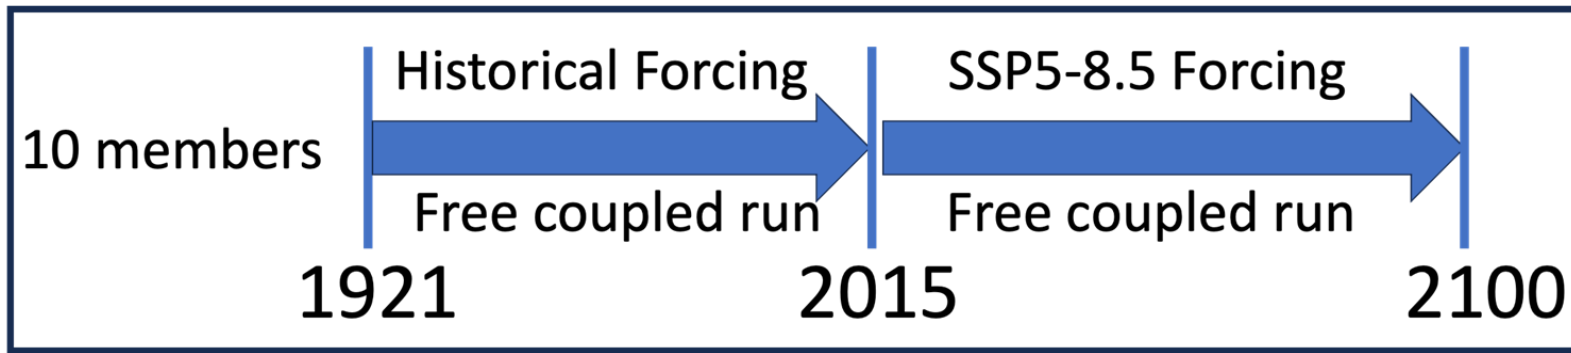 Historical Forcing
SSP5-8.5 Forcing
10 members
Free coupled run
Free coupled run
1921
2015
2100